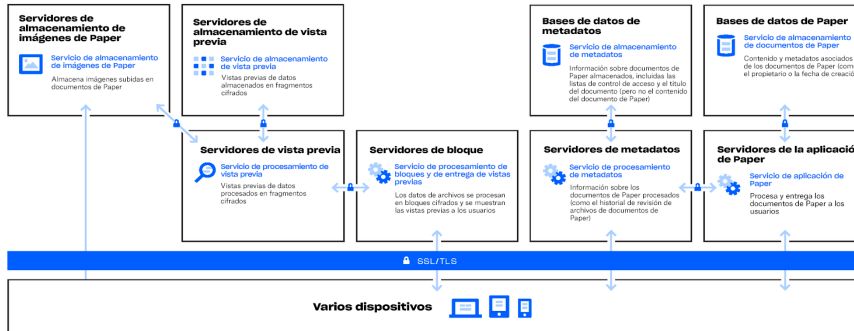 Servidores de
almacenamiento de
imágenes de Paper
Servicio de almacenamiento
de imágenes de Paper
Almacena imágenes subidas en
documentos de Paper
Servidores de
almacenamiento de vista
previa
Servicio de almacenamiento
de vista previa
Vistas previas de datos
almacenados en fragmentos
cifrados
Bases de datos de
metadatos
Servicio de almacenamiento
de metadatos
Información sobre documentos de
Paper almacenados, incluidas las
listas de control de acceso y el título
del documento (pero no el contenido
del documento de Paper)
Bases de datos de Paper
Servicio de almacenamiento
de documentos de Paper
Contenido y metadatos asociados
de los documentos de Paper (como
el propietario o la fecha de creació
Servidores de vista previa
Servicio de procesamiento de
vista previa
Vistas previas de datos
procesados en fragmentos
cifrados
Servidores de bloque
Servicio de procesamiento de
bloques y de entrega de vistas
previas
Los datos de archivos se procesan
en bloques cifrados y se muestran
las vistas previas a los usuarios
Servidores de metadatos
Servicio de procesamiento
de metadatos
Información sobre los
documentos de Paper procesados
(como el historial de revisión de
archivos de documentos de
Paper)
Servidores de la aplicació
de Paper
Servicio de aplicación de
Paper
Procesa y entrega los
documentos de Paper a los
usuarios
SSL/TLS
Varios dispositivos